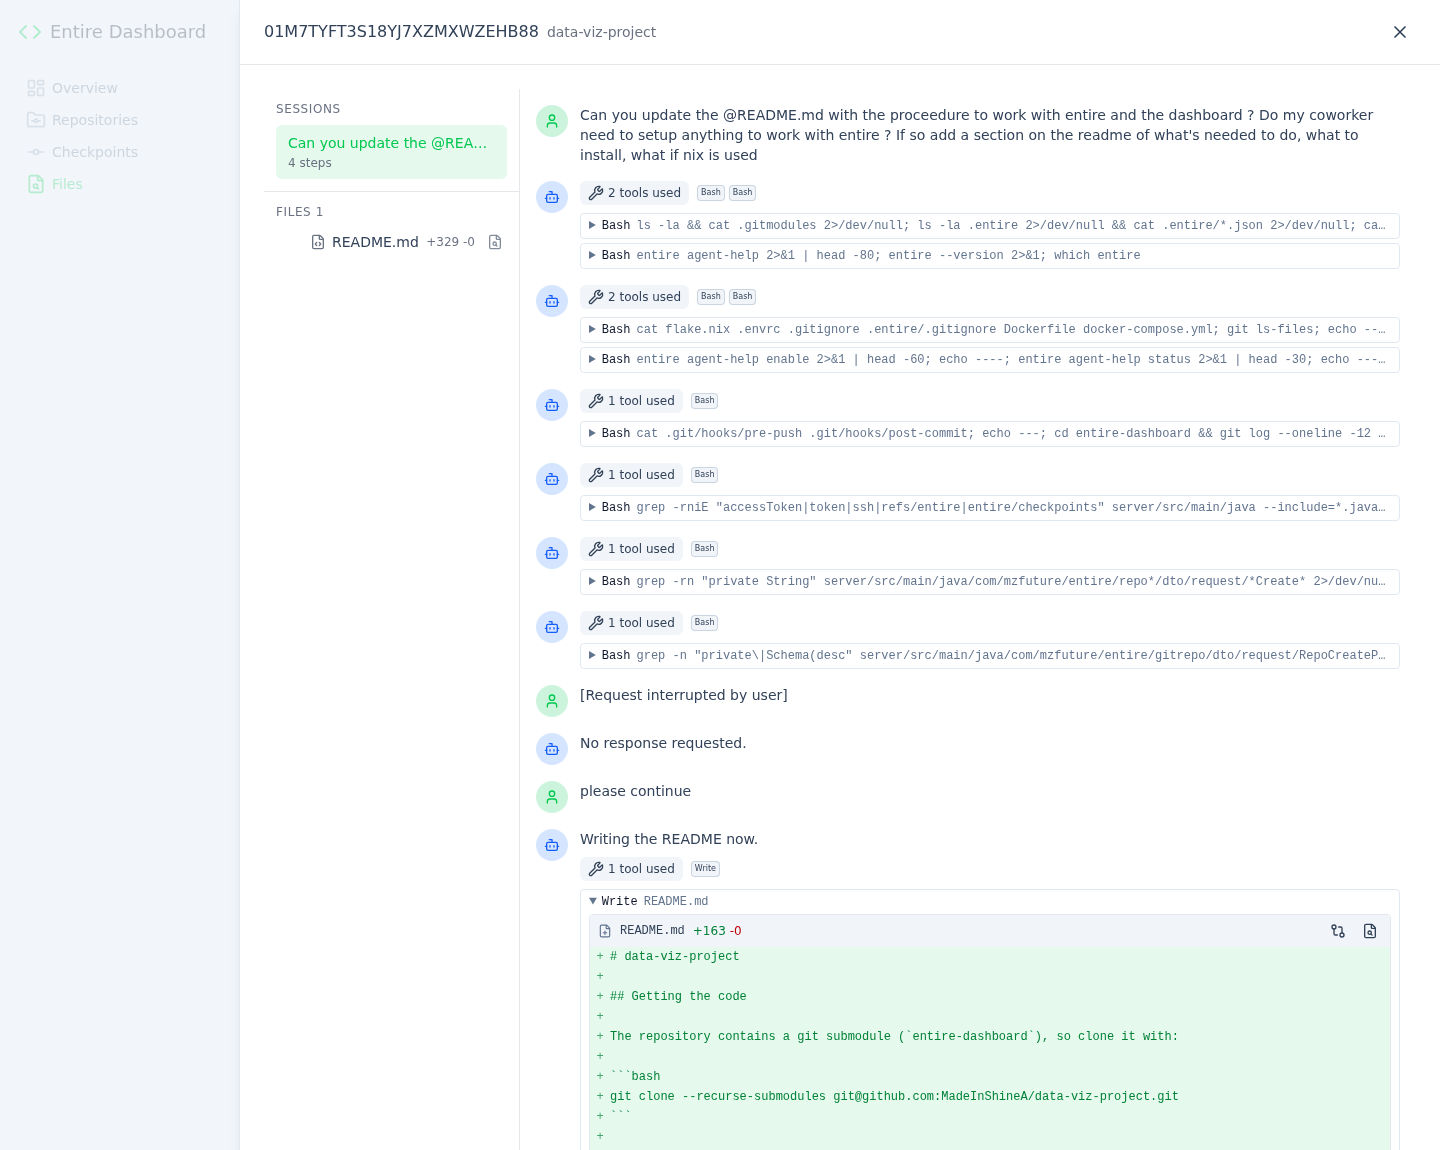 Entire Dashboard
Overview
Repositories
Checkpoints
Files
01M7TYFT3S18YJ7XZMXWZEHB88 data-viz-project
SESSIONS
Can you update the @REA…
4 steps
FILES 1
README.md +329 -0
Can you update the @README.md with the proceedure to work with entire and the dashboard ? Do my coworker
need to setup anything to work with entire ? If so add a section on the readme of what's needed to do, what to
install, what if nix is used
2 tools used Bash Bash
Bash ls -la && cat .gitmodules 2>/dev/null; ls -la .entire 2>/dev/null && cat .entire/*.json 2>/dev/null; ca…
Bash entire agent-help 2>&1 | head -80; entire --version 2>&1; which entire
2 tools used Bash Bash
Bash cat flake.nix .envrc .gitignore .entire/.gitignore Dockerfile docker-compose.yml; git ls-files; echo --…
Bash entire agent-help enable 2>&1 | head -60; echo ----; entire agent-help status 2>&1 | head -30; echo ---…
1 tool used Bash
Bash cat .git/hooks/pre-push .git/hooks/post-commit; echo ---; cd entire-dashboard && git log --oneline -12 …
1 tool used Bash
Bash grep -rniE "accessToken|token|ssh|refs/entire|entire/checkpoints" server/src/main/java --include=*.java…
1 tool used Bash
Bash grep -rn "private String" server/src/main/java/com/mzfuture/entire/repo*/dto/request/*Create* 2>/dev/nu…
1 tool used Bash
Bash grep -n "private\|Schema(desc" server/src/main/java/com/mzfuture/entire/gitrepo/dto/request/RepoCreateP…
[Request interrupted by user]
No response requested.
please continue
Writing the README now.
1 tool used Write
Write README.md
README.md +163 -0
+ # data-viz-project
+
+ ## Getting the code
+
+ The repository contains a git submodule (`entire-dashboard`), so clone it with:
+
+ ```bash
+ git clone --recurse-submodules git@github.com:MadeInShineA/data-viz-project.git
+ ```
+